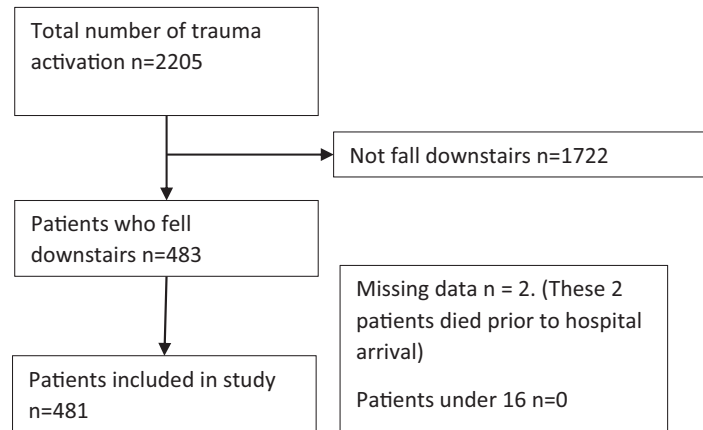 Total number of trauma
activation n=2205
Not fall downstairs n=1722
Patients who fell
downstairs n=483
Missing data n = 2. (These 2
patients died prior to hospital
arrival)
Patients under 16 n=0
Patients included in study
n=481